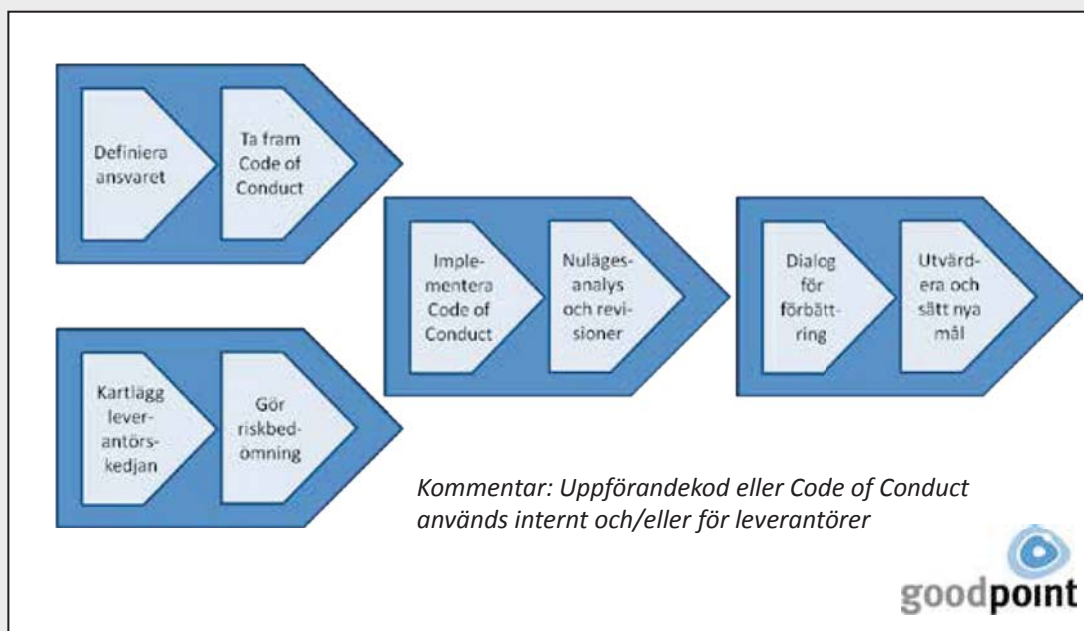 Definiera
ansvaret
Ta fram
Code of
Conduct
Kartlägg
lever-
antörs-
kedjan
Gör
riskbed-
ömning
Imple-
mentera
Code of
Conduct
Nuläges-
analys
och revi-
sioner
Dialog
för
förbätt-
ring
Utvärd-
era och
sätt nya
mål
Kommentar: Uppförandekod eller Code of Conduct
används internt och/eller för leverantörer
goodpoint